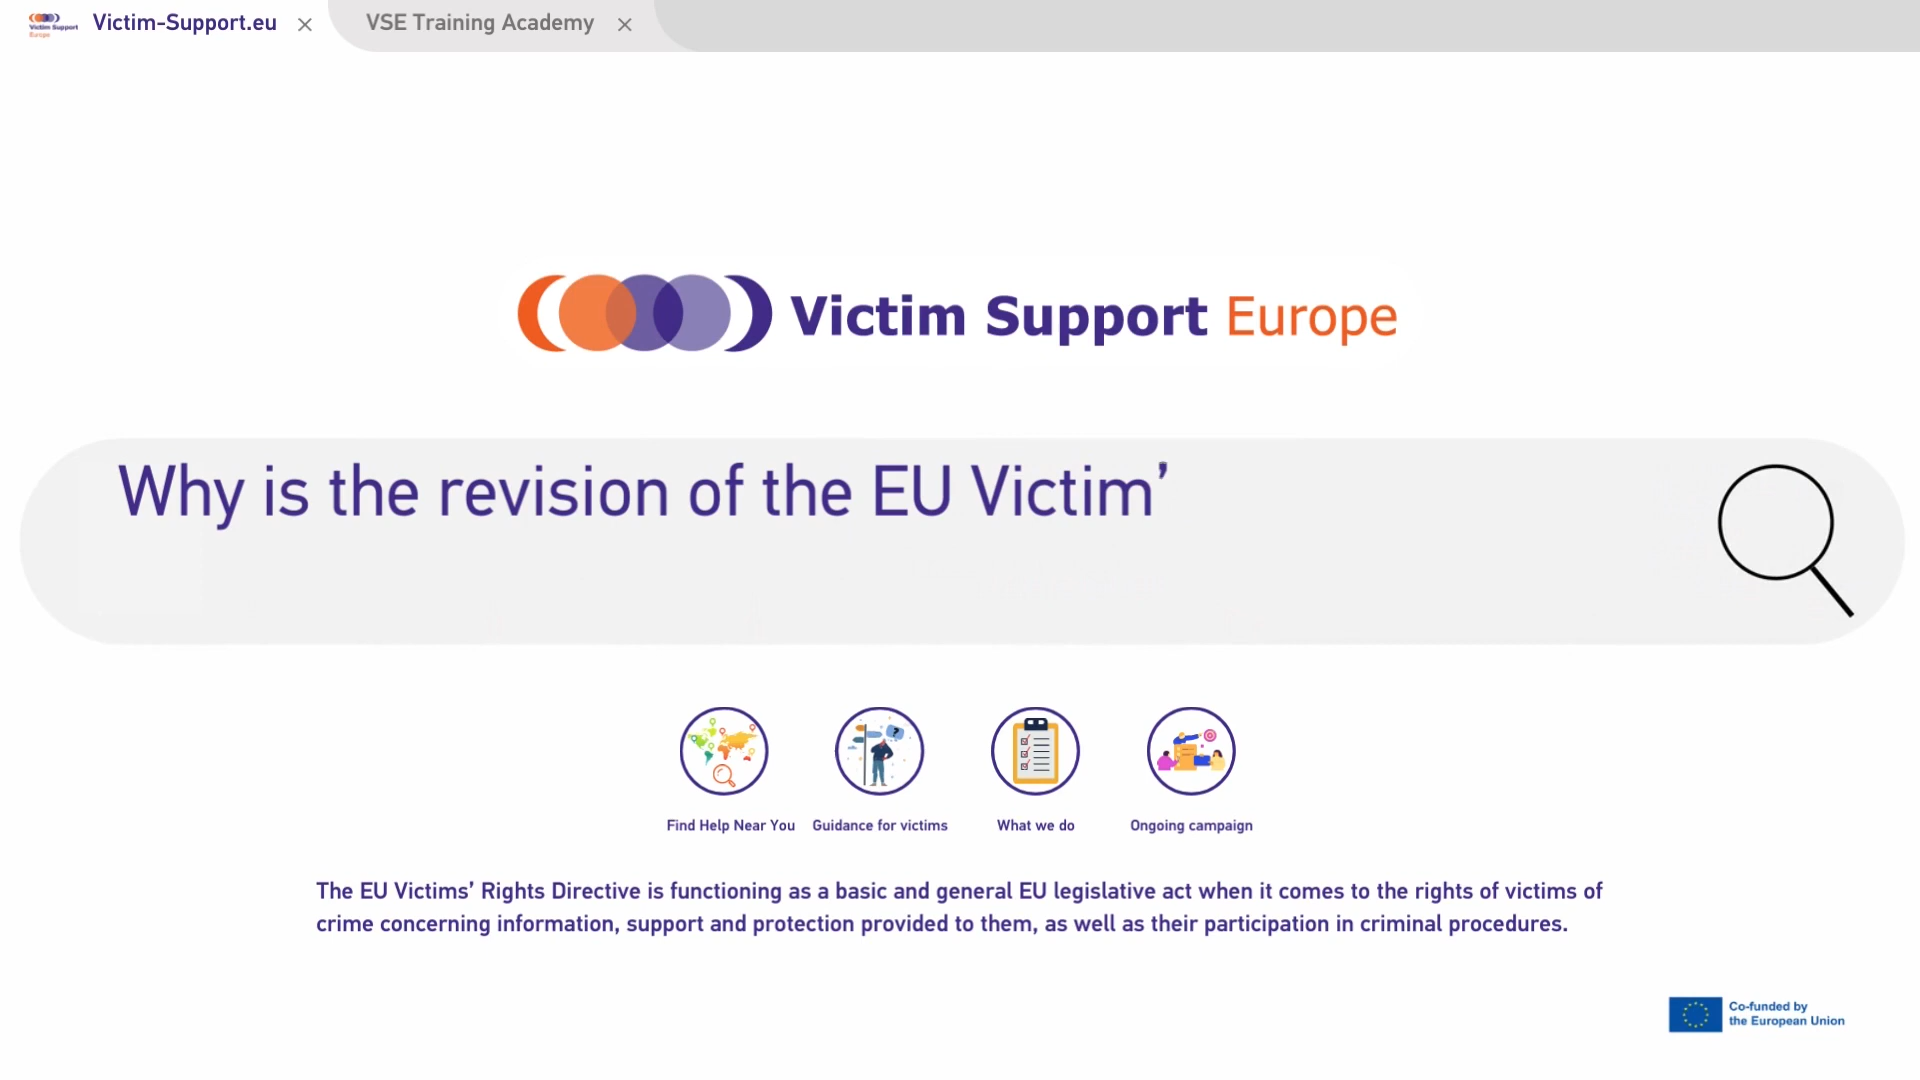 Victim Support
Europe
Victim-Support.eu ×
VSE Training Academy ×
Victim Support Europe
Why is the revision of the EU Victim’
?
Find Help Near You
Guidance for victims
What we do
Ongoing campaign
The EU Victims’ Rights Directive is functioning as a basic and general EU legislative act when it comes to the rights of victims of
crime concerning information, support and protection provided to them, as well as their participation in criminal procedures.
Co-funded by
the European Union